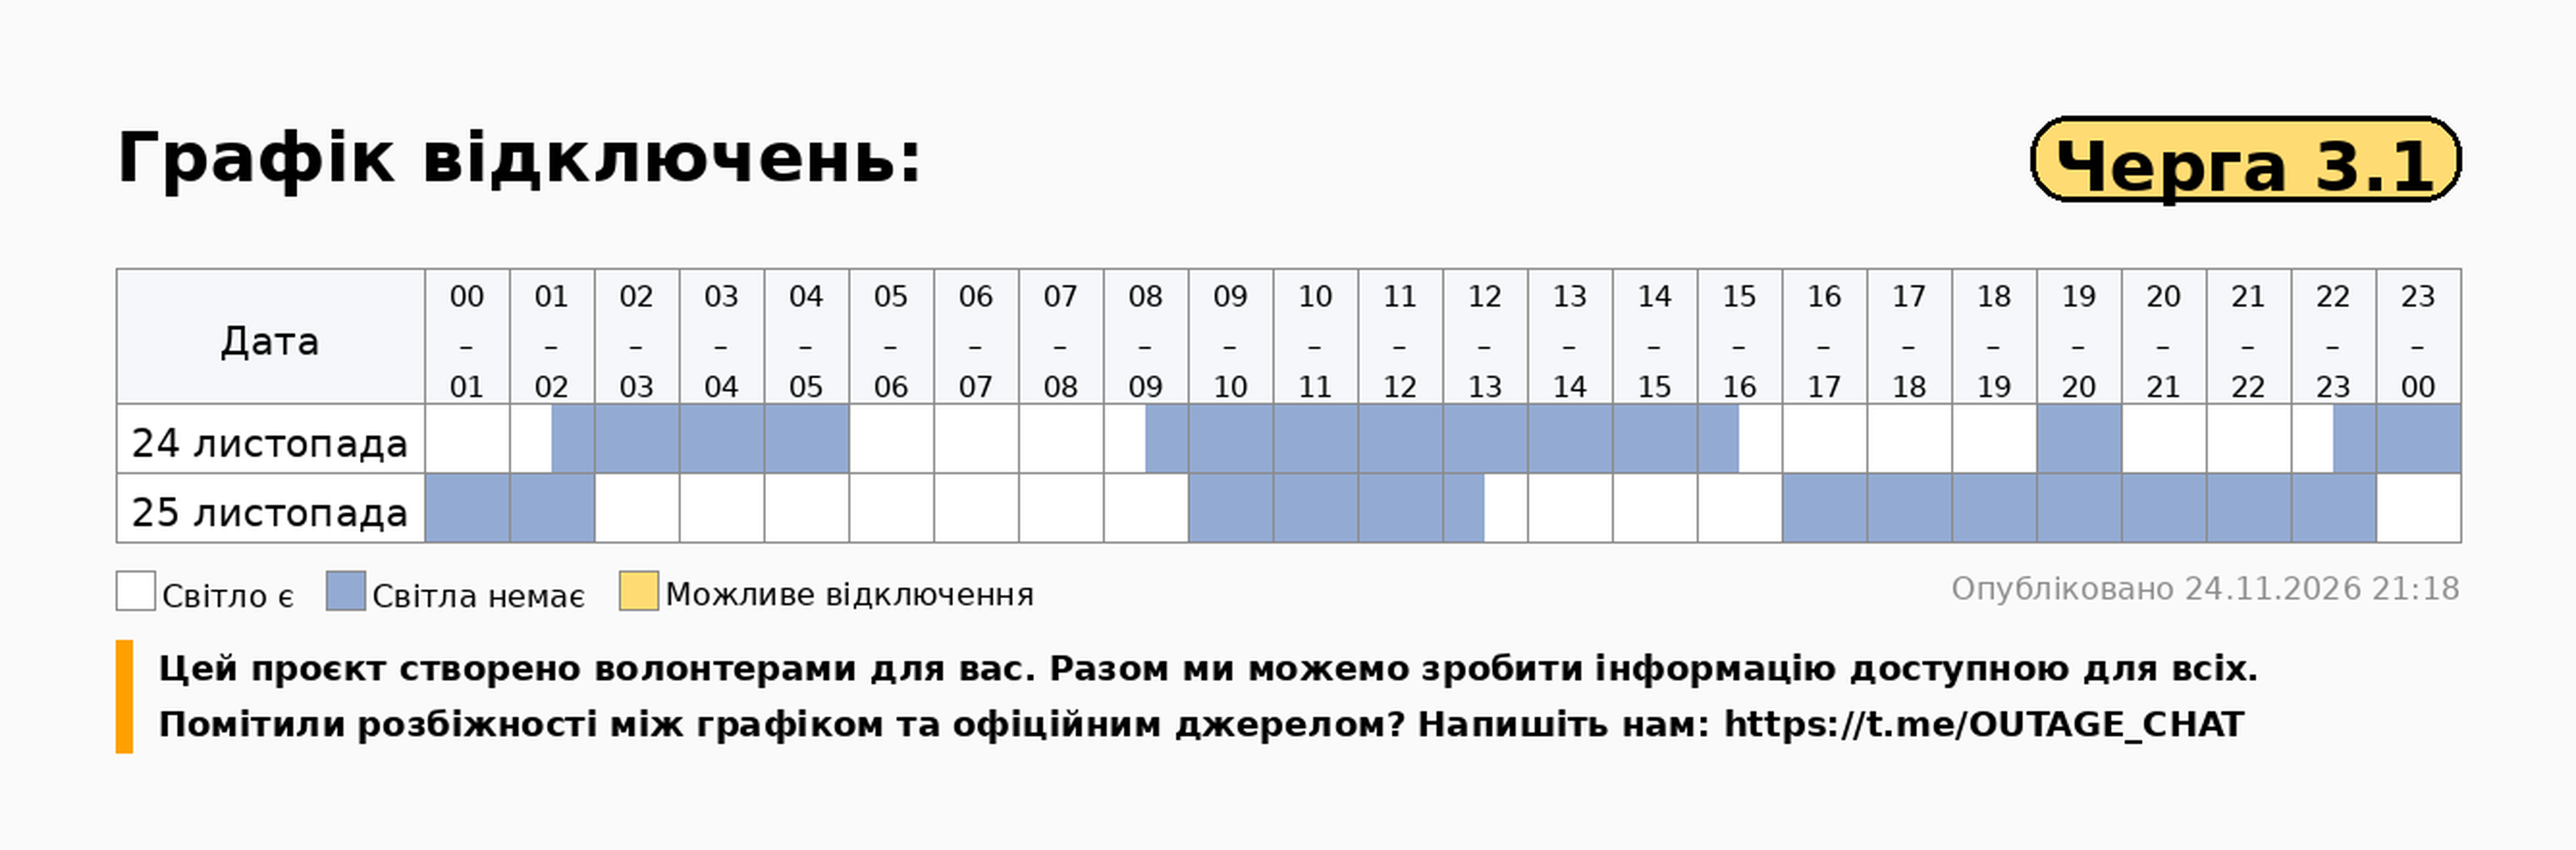 Графік відключень:
Черга 3.1
Дата 00 – 01 01 – 02 02 – 03 03 – 04 04 – 05 05 – 06 06 – 07 07 – 08 08 – 09 09 – 10 10 – 11 11 – 12 12 – 13 13 – 14 14 – 15 15 – 16 16 – 17 17 – 18 18 – 19 19 – 20 20 – 21 21 – 22 22 – 23 23 – 00
24 листопада
25 листопада
Світло є Світла немає Можливе відключення
Опубліковано 24.11.2026 21:18
Цей проєкт створено волонтерами для вас. Разом ми можемо зробити інформацію доступною для всіх.
Помітили розбіжності між графіком та офіційним джерелом? Напишіть нам: https://t.me/OUTAGE_CHAT